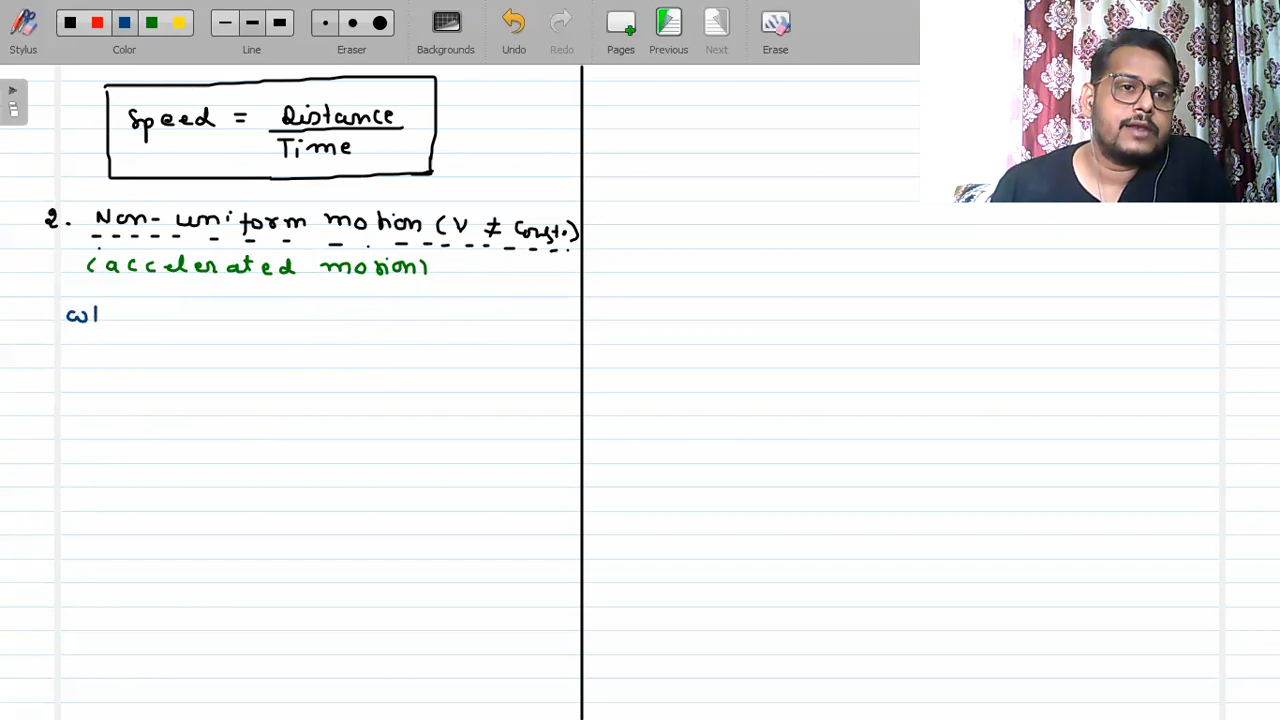 Stylus
Color
Line
Eraser
Backgrounds
Undo
Redo
Pages
Previous
Next
Erase
Speed = Distance
Time
2. Non-uniform motion (V ≠ Const.)
(accelerated motion)
wh